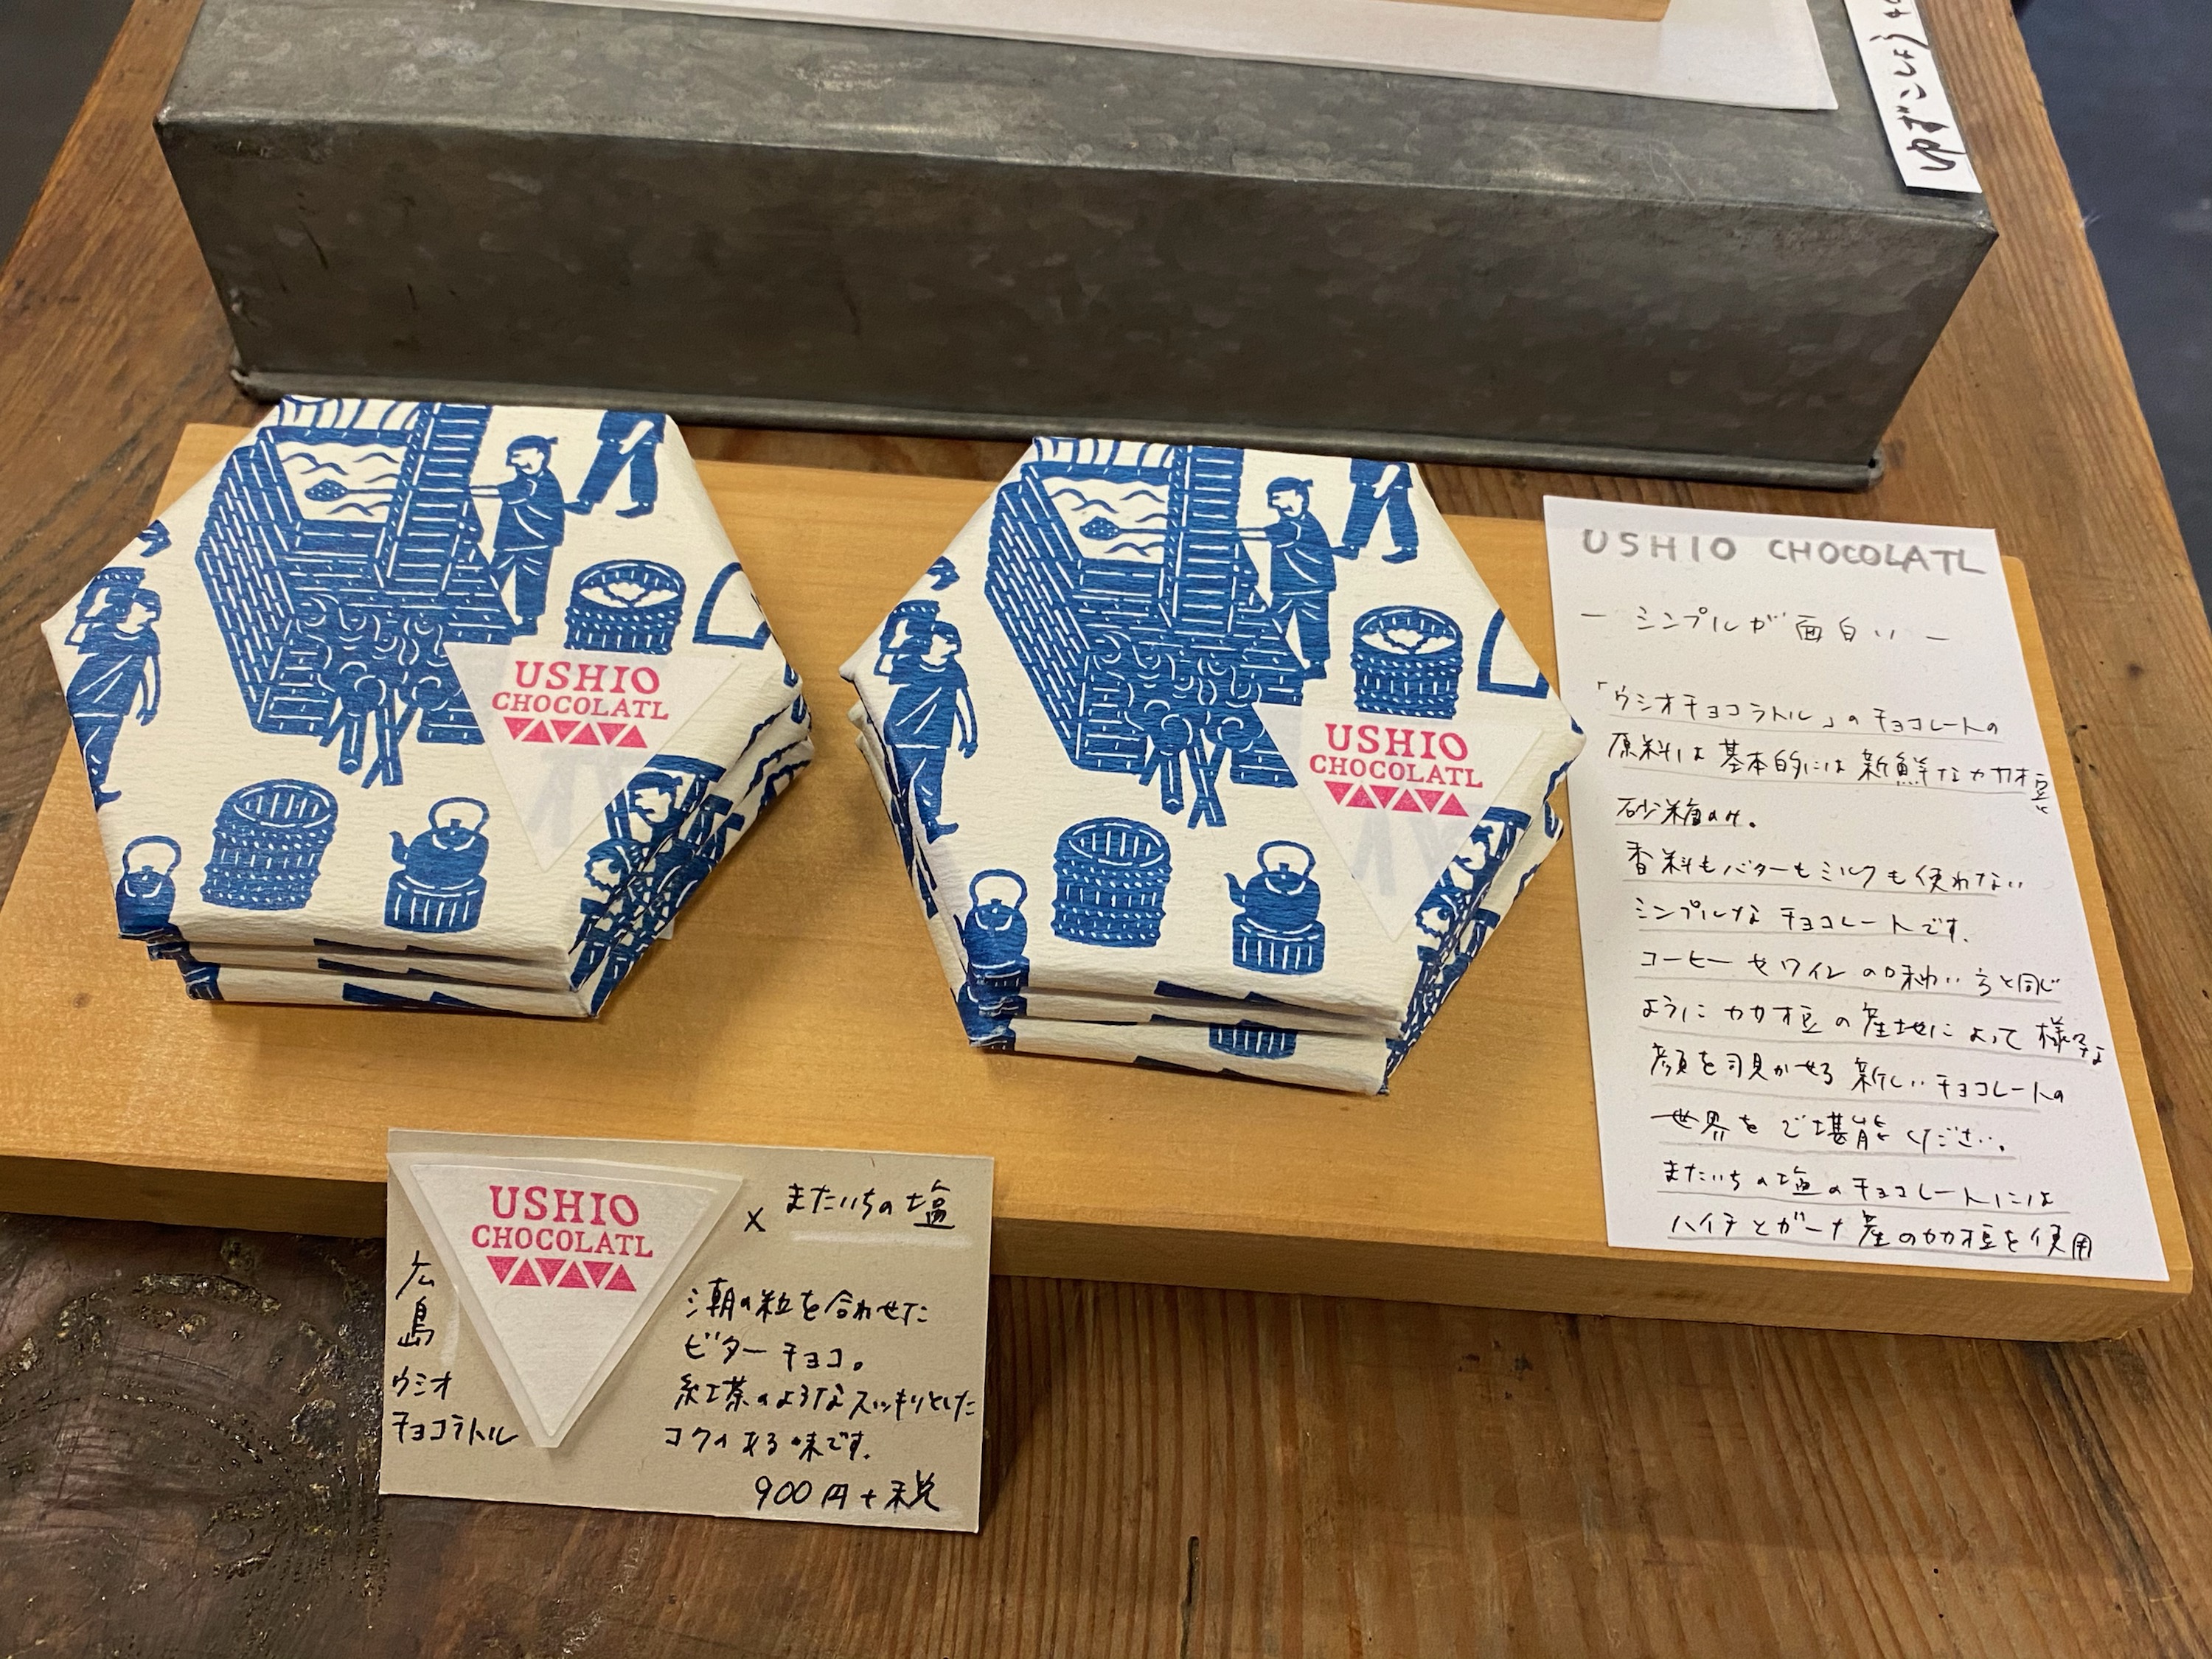 ゆずこしょう
USHIO
CHOCOLATL
USHIO
CHOCOLATL
USHIO CHOCOLATL
－ シンプルが面白い －
「ウシオチョコラトル」のチョコレートの
原料は基本的には新鮮なカカオ豆と
砂糖のみ。
香料もバターもミルクも使わない
シンプルなチョコレートです。
コーヒーやワインの味わいと同じ
ようにカカオ豆の産地によって様々な
顔を覗かせる新しいチョコレートの
世界をご堪能ください。
またいちの塩のチョコレートには
ハイチとガーナ産のカカオ豆を使用
USHIO
CHOCOLATL
× またいちの塩
広島
ウシオ
チョコラトル
潮の粒を合わせた
ビターチョコ。
紅茶のようなスッキリとした
コクのある味です。
900円+税